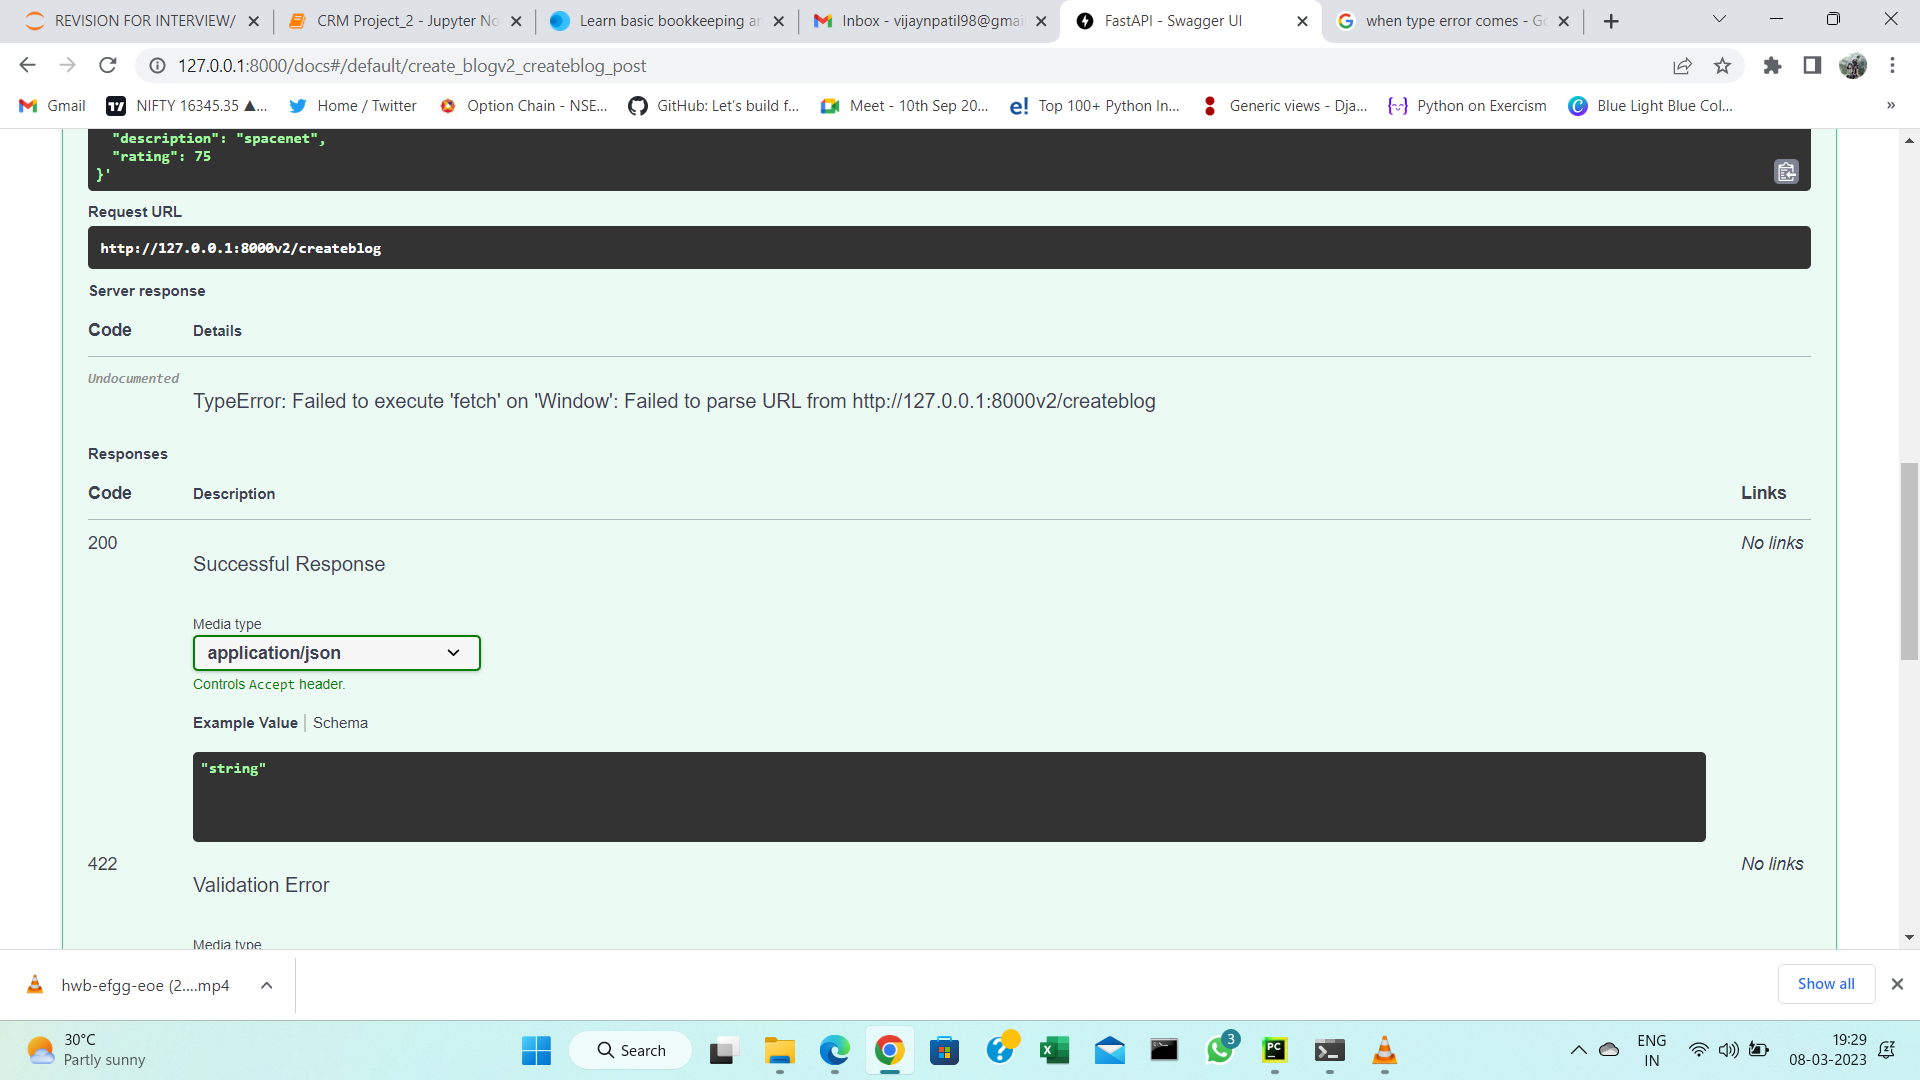 REVISION FOR INTERVIEW/
CRM Project_2 - Jupyter No
Learn basic bookkeeping an
Inbox - vijaynpatil98@gmai
FastAPI - Swagger UI
when type error comes - Go
127.0.0.1:8000/docs#/default/create_blogv2_createblog_post
Gmail
NIFTY 16345.35 ▲...
Home / Twitter
Option Chain - NSE...
GitHub: Let's build f...
Meet - 10th Sep 20...
Top 100+ Python In...
Generic views - Dja...
Python on Exercism
Blue Light Blue Col...
»
"description": "spacenet",
"rating": 75
}'
Request URL
http://127.0.0.1:8000v2/createblog
Server response
Code Details
Undocumented
TypeError: Failed to execute 'fetch' on 'Window': Failed to parse URL from http://127.0.0.1:8000v2/createblog
Responses
Code Description Links
200 No links
Successful Response
Media type
application/json
Controls Accept header.
Example Value Schema
"string"
422 No links
Validation Error
Media type
hwb-efgg-eoe (2....mp4
Show all
30°C
Partly sunny
Search
3
ENG
IN
19:29
08-03-2023